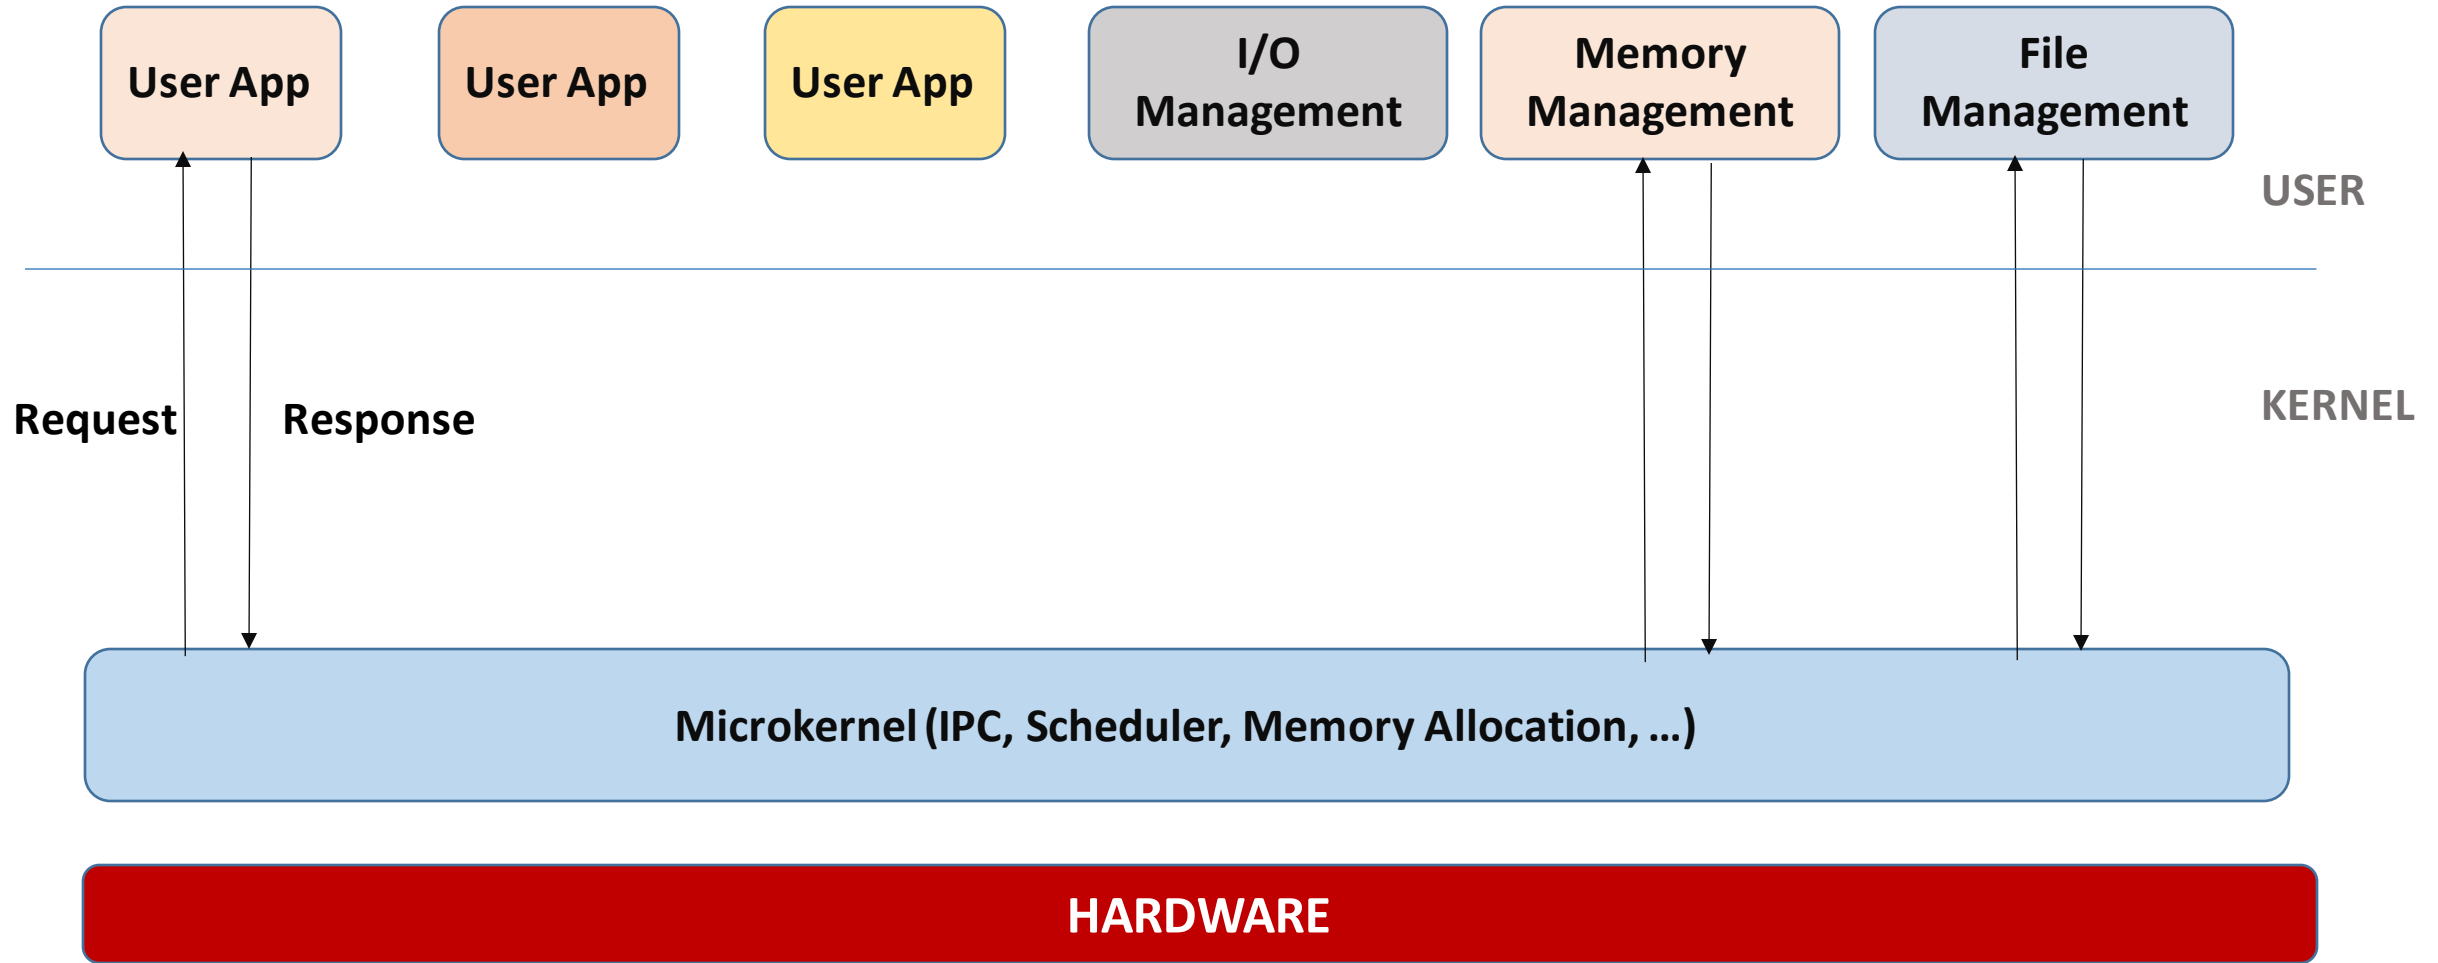 User App
User App
User App
I/O
Management
Memory
Management
File
Management
USER
Request
Response
KERNEL
Microkernel (IPC, Scheduler, Memory Allocation, ...)
HARDWARE